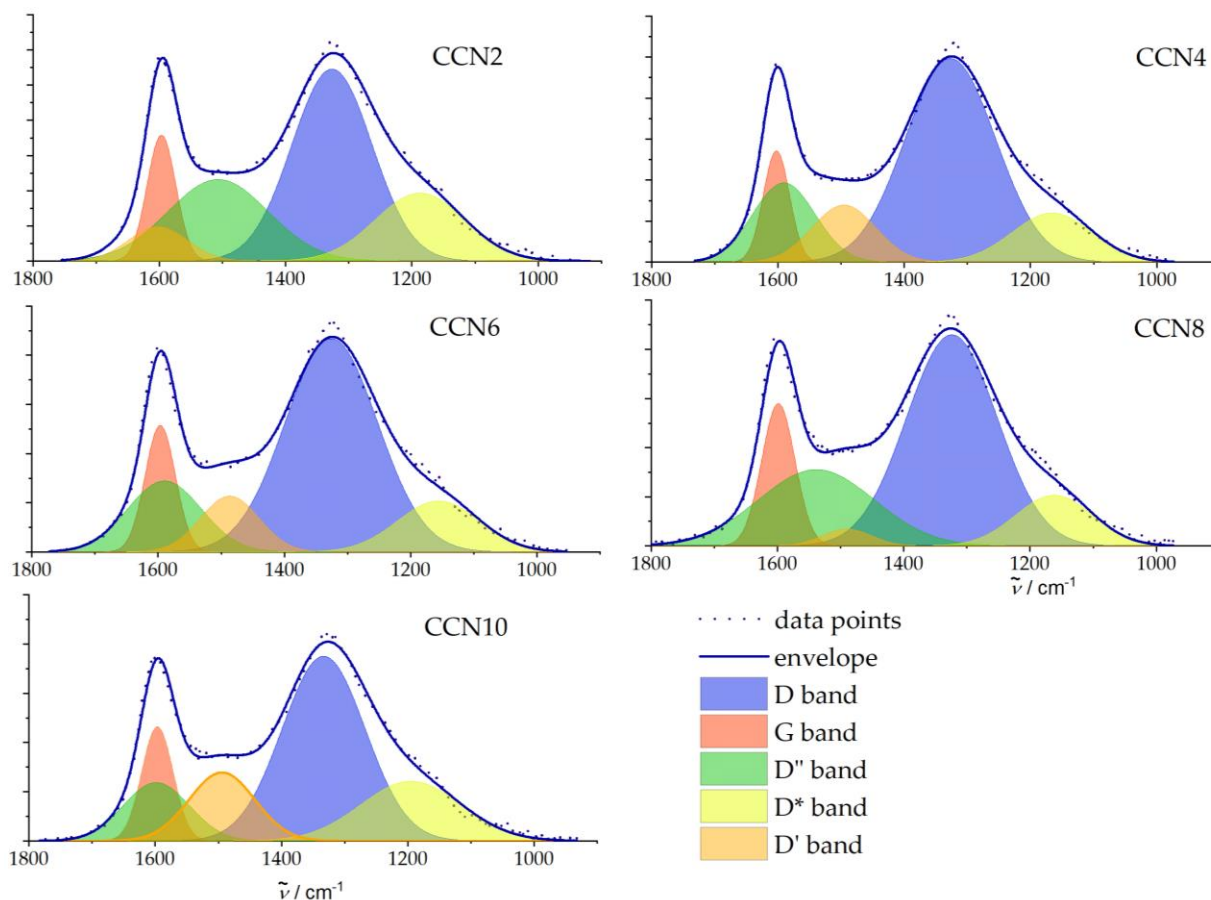 CCN2
1800 1600 1400 1200 1000
CCN4
1800 1600 1400 1200 1000
CCN6
1800 1600 1400 1200 1000
CCN8
1800 1600 1400 1200 1000
ν̃ / cm-1
CCN10
1800 1600 1400 1200 1000
ν̃ / cm-1
data points
envelope
D band
G band
D" band
D* band
D' band